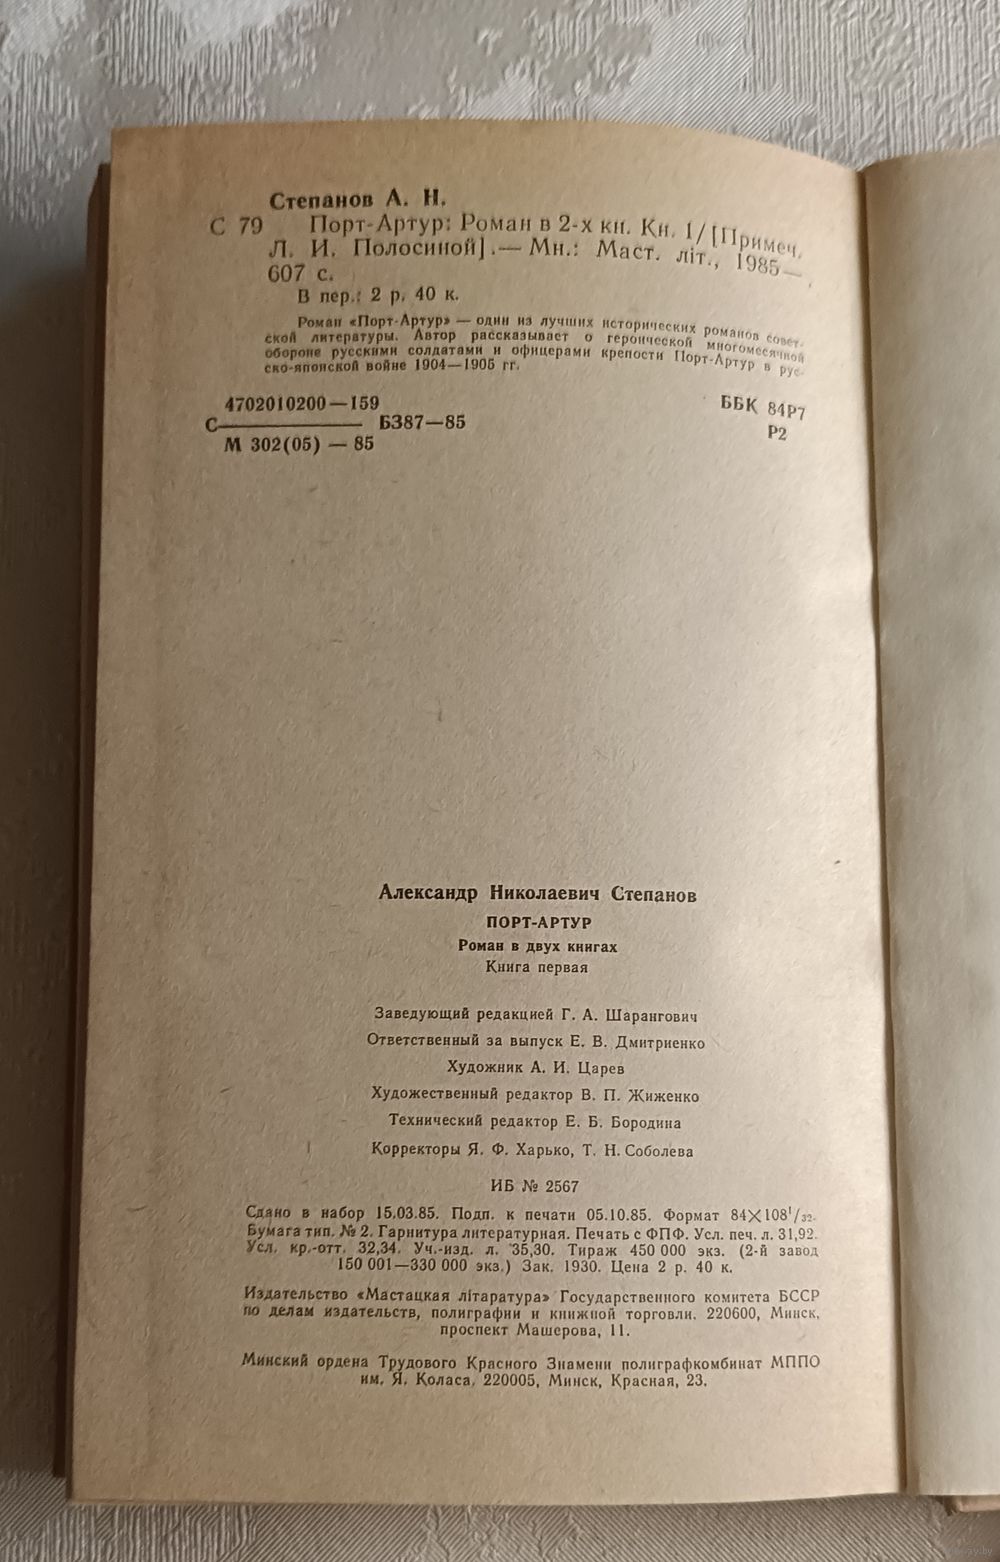 Степанов А. Н.
С 79 Порт-Артур: Роман в 2-х кн. Кн. 1/[Примеч.
Л. И. Полосиной].— Мн.: Маст. літ., 1985—
607 с.
В пер.: 2 р. 40 к.
Роман «Порт-Артур» — один из лучших исторических романов совет-
ской литературы. Автор рассказывает о героической многомесячной
обороне русскими солдатами и офицерами крепости Порт-Артур в рус-
ско-японской войне 1904—1905 гг.
4702010200—159
С———— БЗ87—85
М 302(05) — 85
ББК 84Р7
Р2
Александр Николаевич Степанов
ПОРТ-АРТУР
Роман в двух книгах
Книга первая
Заведующий редакцией Г. А. Шарангович
Ответственный за выпуск Е. В. Дмитриенко
Художник А. И. Царев
Художественный редактор В. П. Жиженко
Технический редактор Е. Б. Бородина
Корректоры Я. Ф. Харько, Т. Н. Соболева
ИБ № 2567
Сдано в набор 15.03.85. Подп. к печати 05.10.85. Формат 84×108¹/₃₂.
Бумага тип. № 2. Гарнитура литературная. Печать с ФПФ. Усл. печ. л. 31,92.
Усл. кр.-отт. 32,34. Уч.-изд. л. 35,30. Тираж 450 000 экз. (2-й завод
150 001—330 000 экз.) Зак. 1930. Цена 2 р. 40 к.
Издательство «Мастацкая літаратура» Государственного комитета БССР
по делам издательств, полиграфии и книжной торговли. 220600, Минск,
проспект Машерова, 11.
Минский ордена Трудового Красного Знамени полиграфкомбинат МППО
им. Я. Коласа. 220005, Минск, Красная, 23.